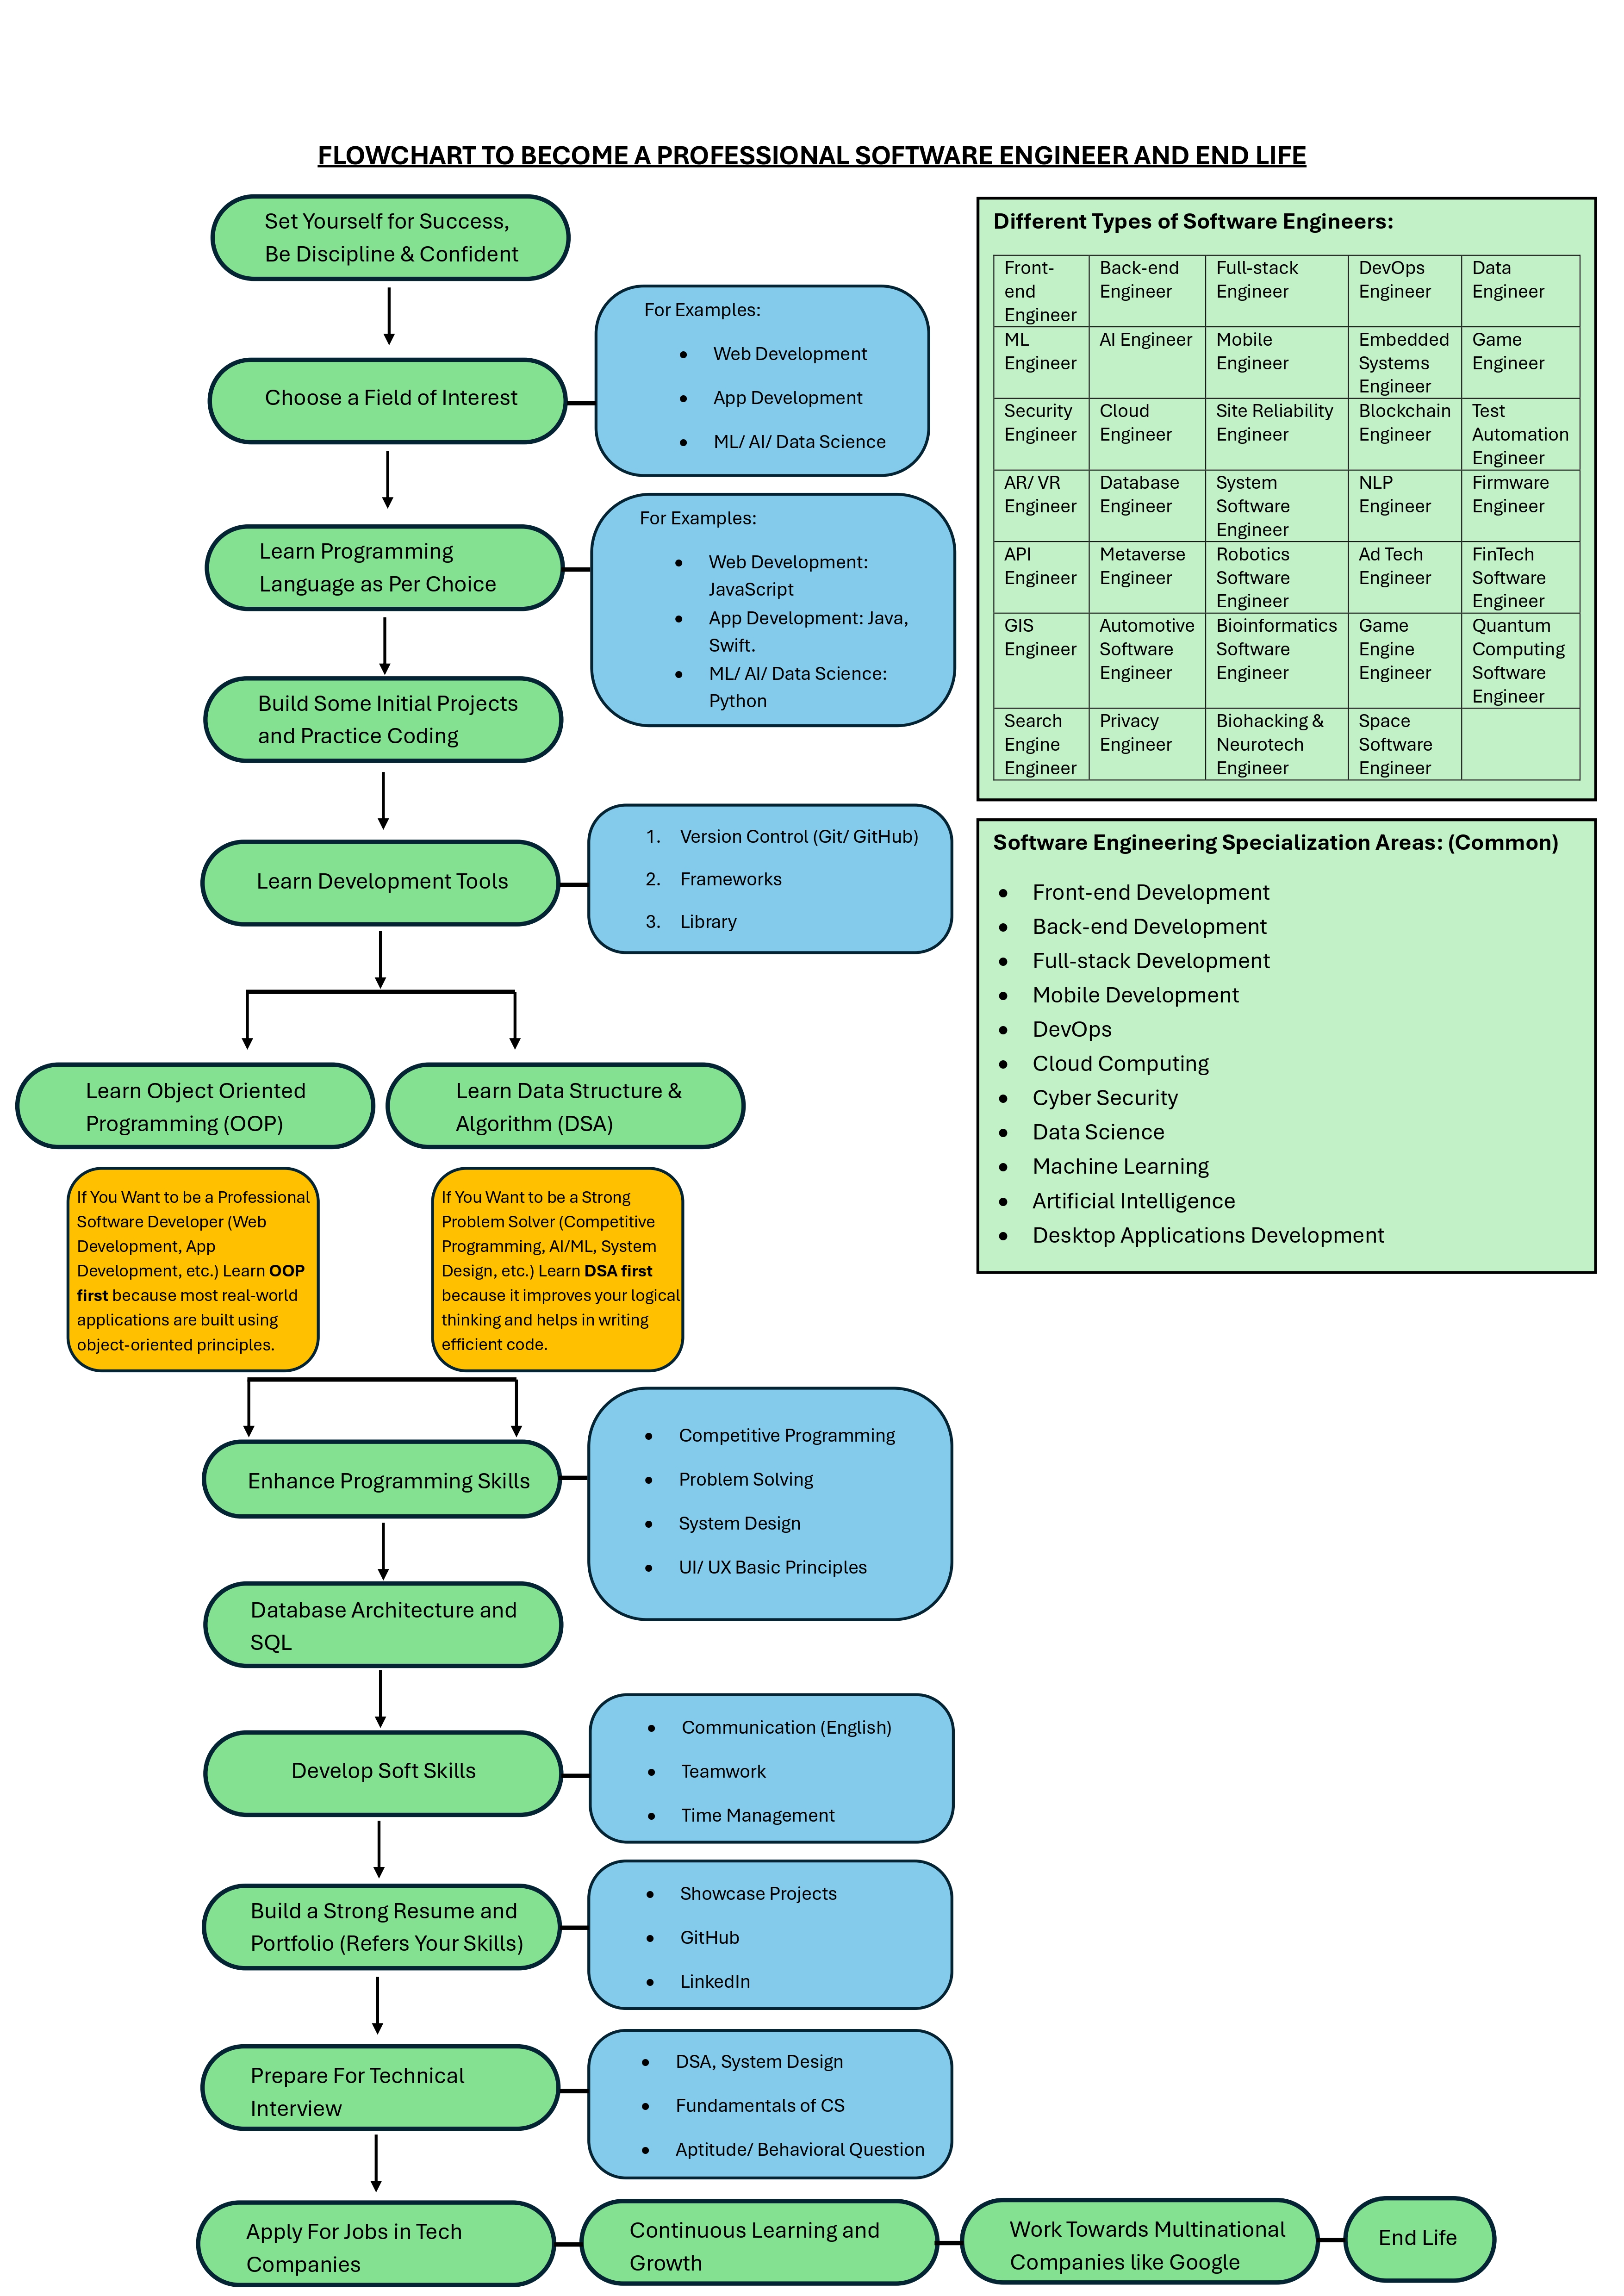 FLOWCHART TO BECOME A PROFESSIONAL SOFTWARE ENGINEER AND END LIFE
Set Yourself for Success,
Be Discipline & Confident
Choose a Field of Interest
For Examples:
• Web Development
• App Development
• ML/ AI/ Data Science
Learn Programming
Language as Per Choice
For Examples:
• Web Development:
JavaScript
• App Development: Java,
Swift.
• ML/ AI/ Data Science:
Python
Build Some Initial Projects
and Practice Coding
Learn Development Tools
1. Version Control (Git/ GitHub)
2. Frameworks
3. Library
Learn Object Oriented
Programming (OOP)
Learn Data Structure &
Algorithm (DSA)
If You Want to be a Professional
Software Developer (Web
Development, App
Development, etc.) Learn OOP
first because most real-world
applications are built using
object-oriented principles.
If You Want to be a Strong
Problem Solver (Competitive
Programming, AI/ML, System
Design, etc.) Learn DSA first
because it improves your logical
thinking and helps in writing
efficient code.
Enhance Programming Skills
• Competitive Programming
• Problem Solving
• System Design
• UI/ UX Basic Principles
Database Architecture and
SQL
Develop Soft Skills
• Communication (English)
• Teamwork
• Time Management
Build a Strong Resume and
Portfolio (Refers Your Skills)
• Showcase Projects
• GitHub
• LinkedIn
Prepare For Technical
Interview
• DSA, System Design
• Fundamentals of CS
• Aptitude/ Behavioral Question
Apply For Jobs in Tech
Companies
Continuous Learning and
Growth
Work Towards Multinational
Companies like Google
End Life
Different Types of Software Engineers:
Front-
end
Engineer
Back-end
Engineer
Full-stack
Engineer
DevOps
Engineer
Data
Engineer
ML
Engineer
AI Engineer
Mobile
Engineer
Embedded
Systems
Engineer
Game
Engineer
Security
Engineer
Cloud
Engineer
Site Reliability
Engineer
Blockchain
Engineer
Test
Automation
Engineer
AR/ VR
Engineer
Database
Engineer
System
Software
Engineer
NLP
Engineer
Firmware
Engineer
API
Engineer
Metaverse
Engineer
Robotics
Software
Engineer
Ad Tech
Engineer
FinTech
Software
Engineer
GIS
Engineer
Automotive
Software
Engineer
Bioinformatics
Software
Engineer
Game
Engine
Engineer
Quantum
Computing
Software
Engineer
Search
Engine
Engineer
Privacy
Engineer
Biohacking &
Neurotech
Engineer
Space
Software
Engineer
Software Engineering Specialization Areas: (Common)
• Front-end Development
• Back-end Development
• Full-stack Development
• Mobile Development
• DevOps
• Cloud Computing
• Cyber Security
• Data Science
• Machine Learning
• Artificial Intelligence
• Desktop Applications Development